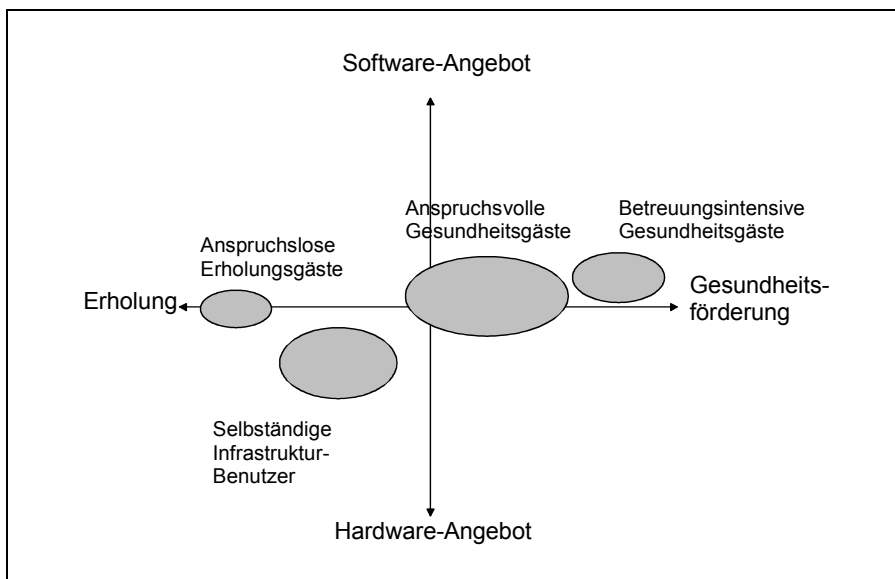 Software-Angebot
Anspruchsvolle
Gesundheitsgäste
Betreuungsintensive
Gesundheitsgäste
Anspruchslose
Erholungsgäste
Erholung
Gesundheits-
förderung
Selbständige
Infrastruktur-
Benutzer
Hardware-Angebot